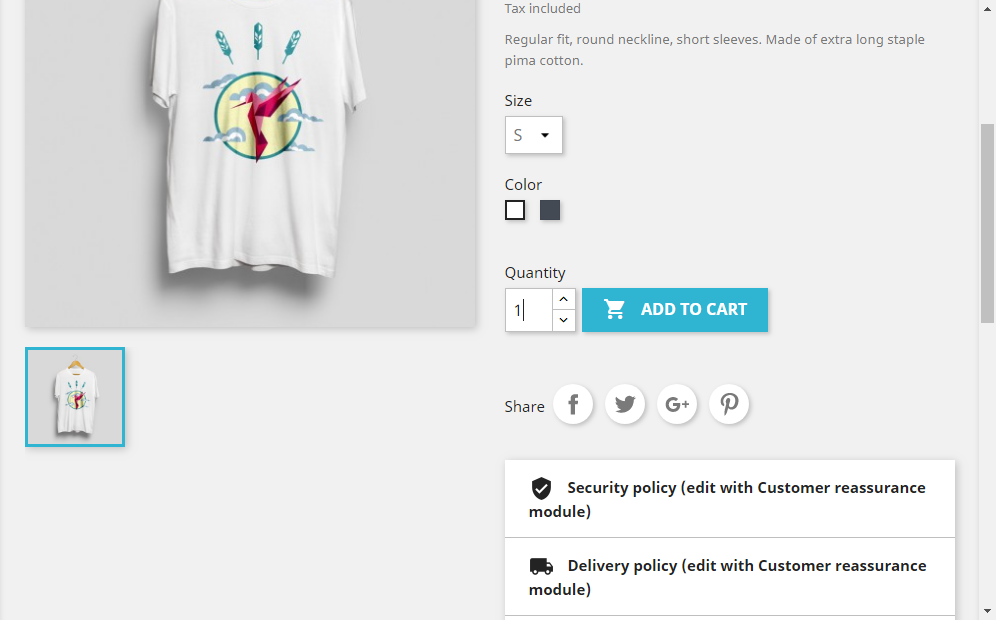 Tax included
Regular fit, round neckline, short sleeves. Made of extra long staple
pima cotton.
Size
S
Color
Quantity
1
ADD TO CART
Share
Security policy (edit with Customer reassurance
module)
Delivery policy (edit with Customer reassurance
module)